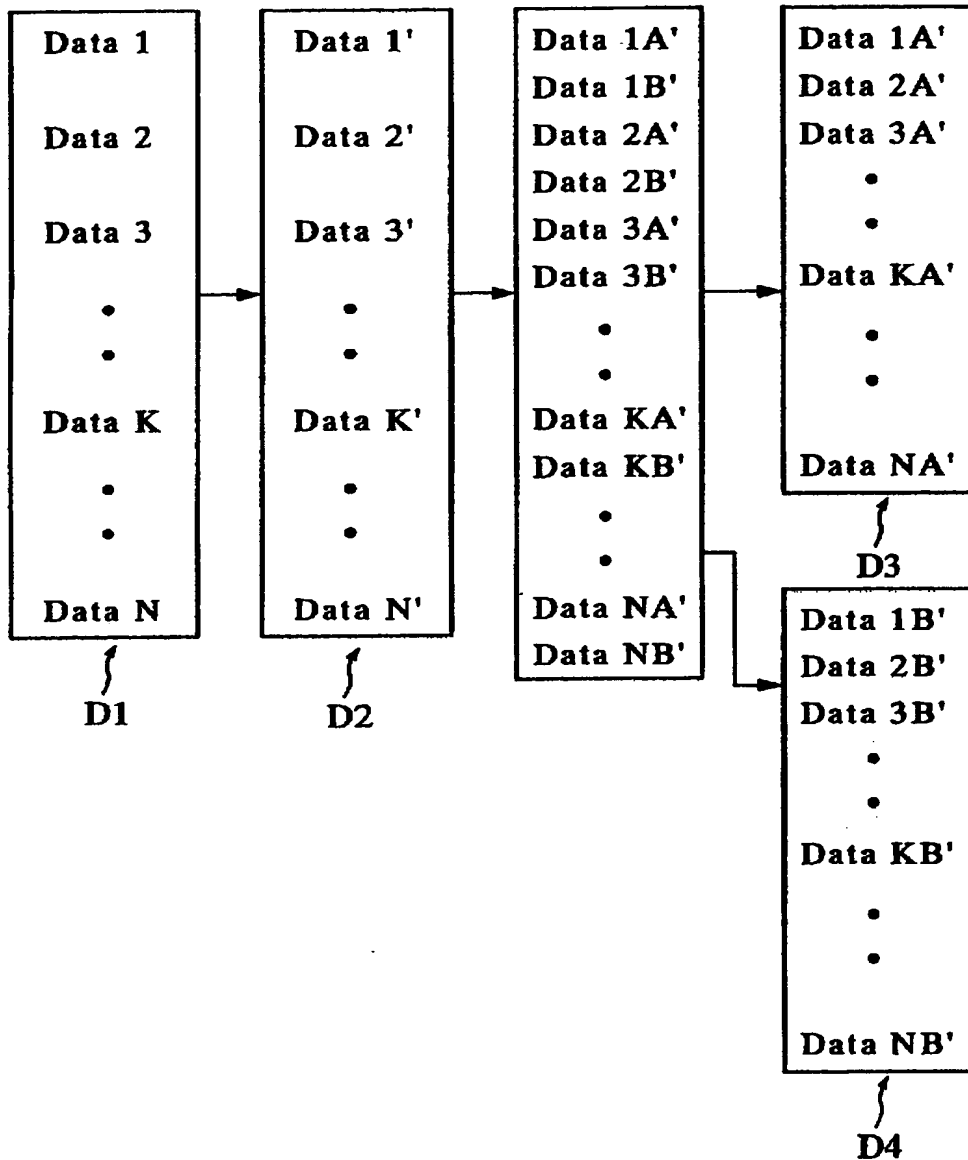 Data 1
Data 2
Data 3
Data K
Data N
D1
Data 1'
Data 2'
Data 3'
Data K'
Data N'
D2
Data 1A'
Data 1B'
Data 2A'
Data 2B'
Data 3A'
Data 3B'
Data KA'
Data KB'
Data NA'
Data NB'
Data 1A'
Data 2A'
Data 3A'
Data KA'
Data NA'
D3
Data 1B'
Data 2B'
Data 3B'
Data KB'
Data NB'
D4